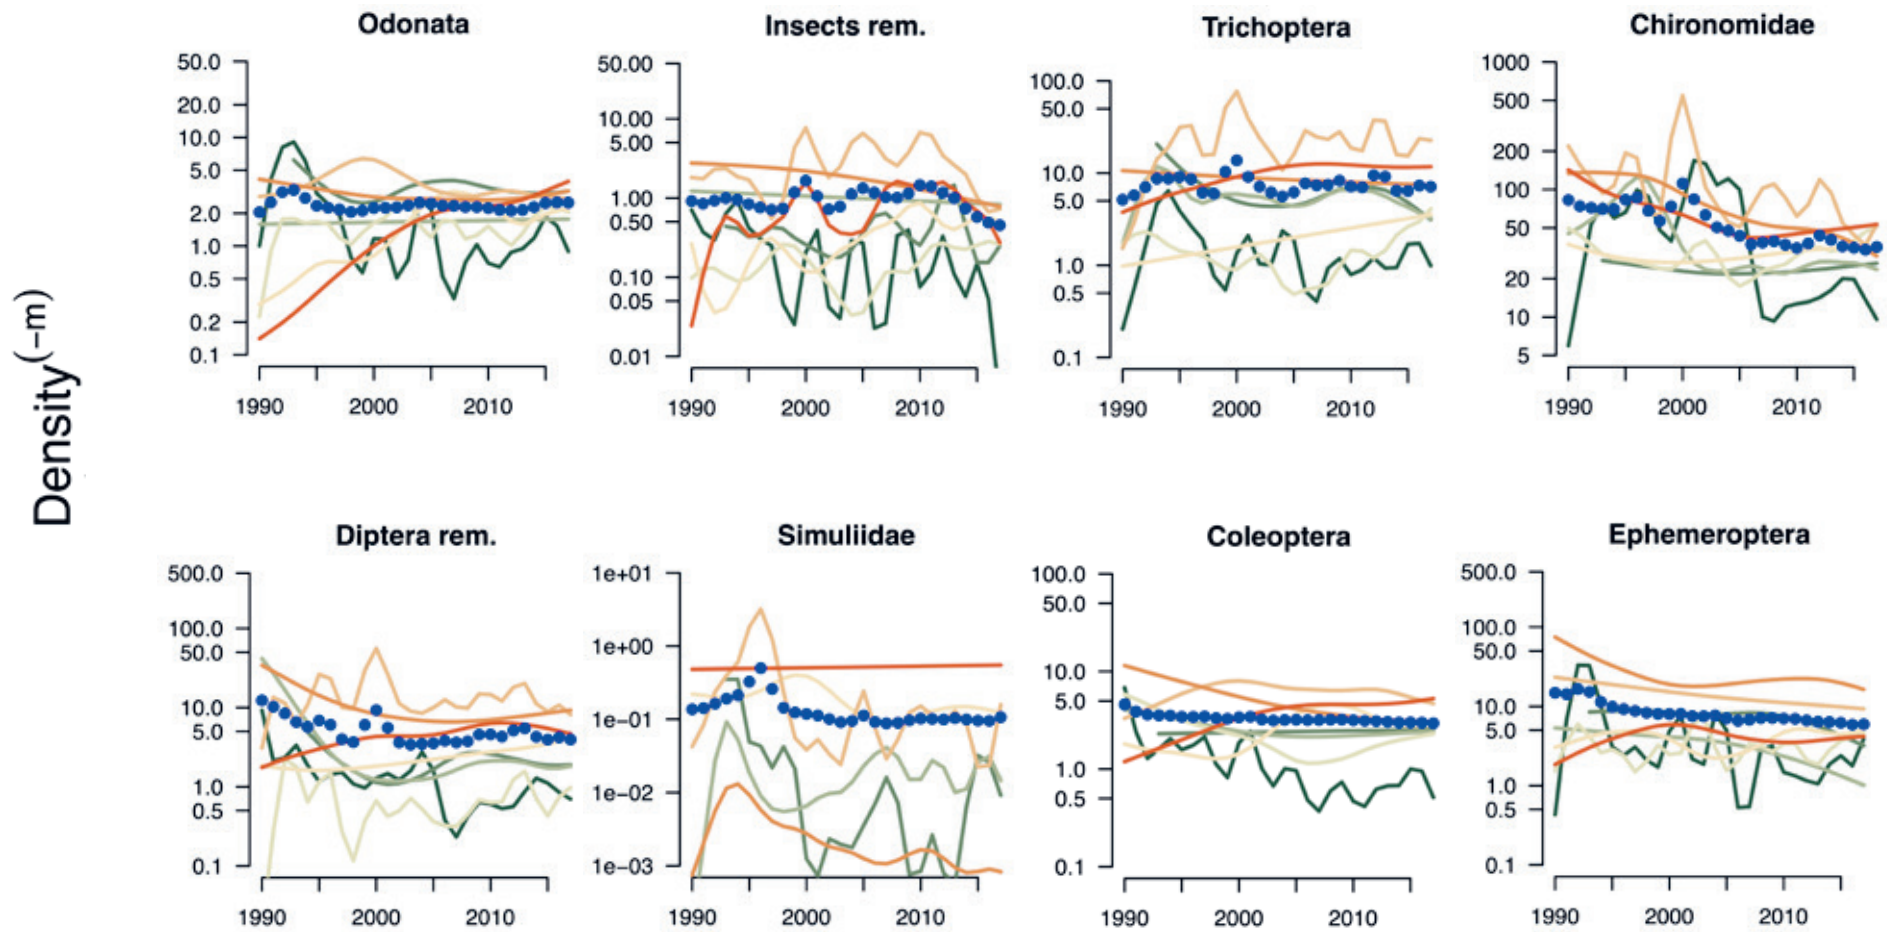 Density(−m)
Odonata
50.0
20.0
10.0
5.0
2.0
1.0
0.5
0.2
0.1
1990 2000 2010
Insects rem.
50.00
10.00
5.00
1.00
0.50
0.10
0.05
0.01
1990 2000 2010
Trichoptera
100.0
50.0
10.0
5.0
1.0
0.5
0.1
1990 2000 2010
Chironomidae
1000
500
200
100
50
20
10
5
1990 2000 2010
Diptera rem.
500.0
100.0
50.0
10.0
5.0
1.0
0.5
0.1
1990 2000 2010
Simuliidae
1e+01
1e+00
1e−01
1e−02
1e−03
1990 2000 2010
Coleoptera
100.0
50.0
10.0
5.0
1.0
0.5
0.1
1990 2000 2010
Ephemeroptera
500.0
100.0
50.0
10.0
5.0
1.0
0.5
0.1
1990 2000 2010